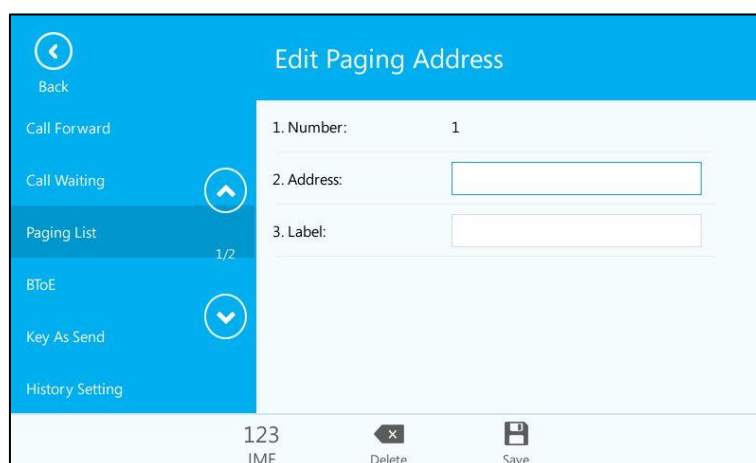 Back
Edit Paging Address
Call Forward
Call Waiting
Paging List
1/2
BToE
Key As Send
History Setting
1. Number: 1
2. Address:
3. Label:
123
IME
Delete
Save